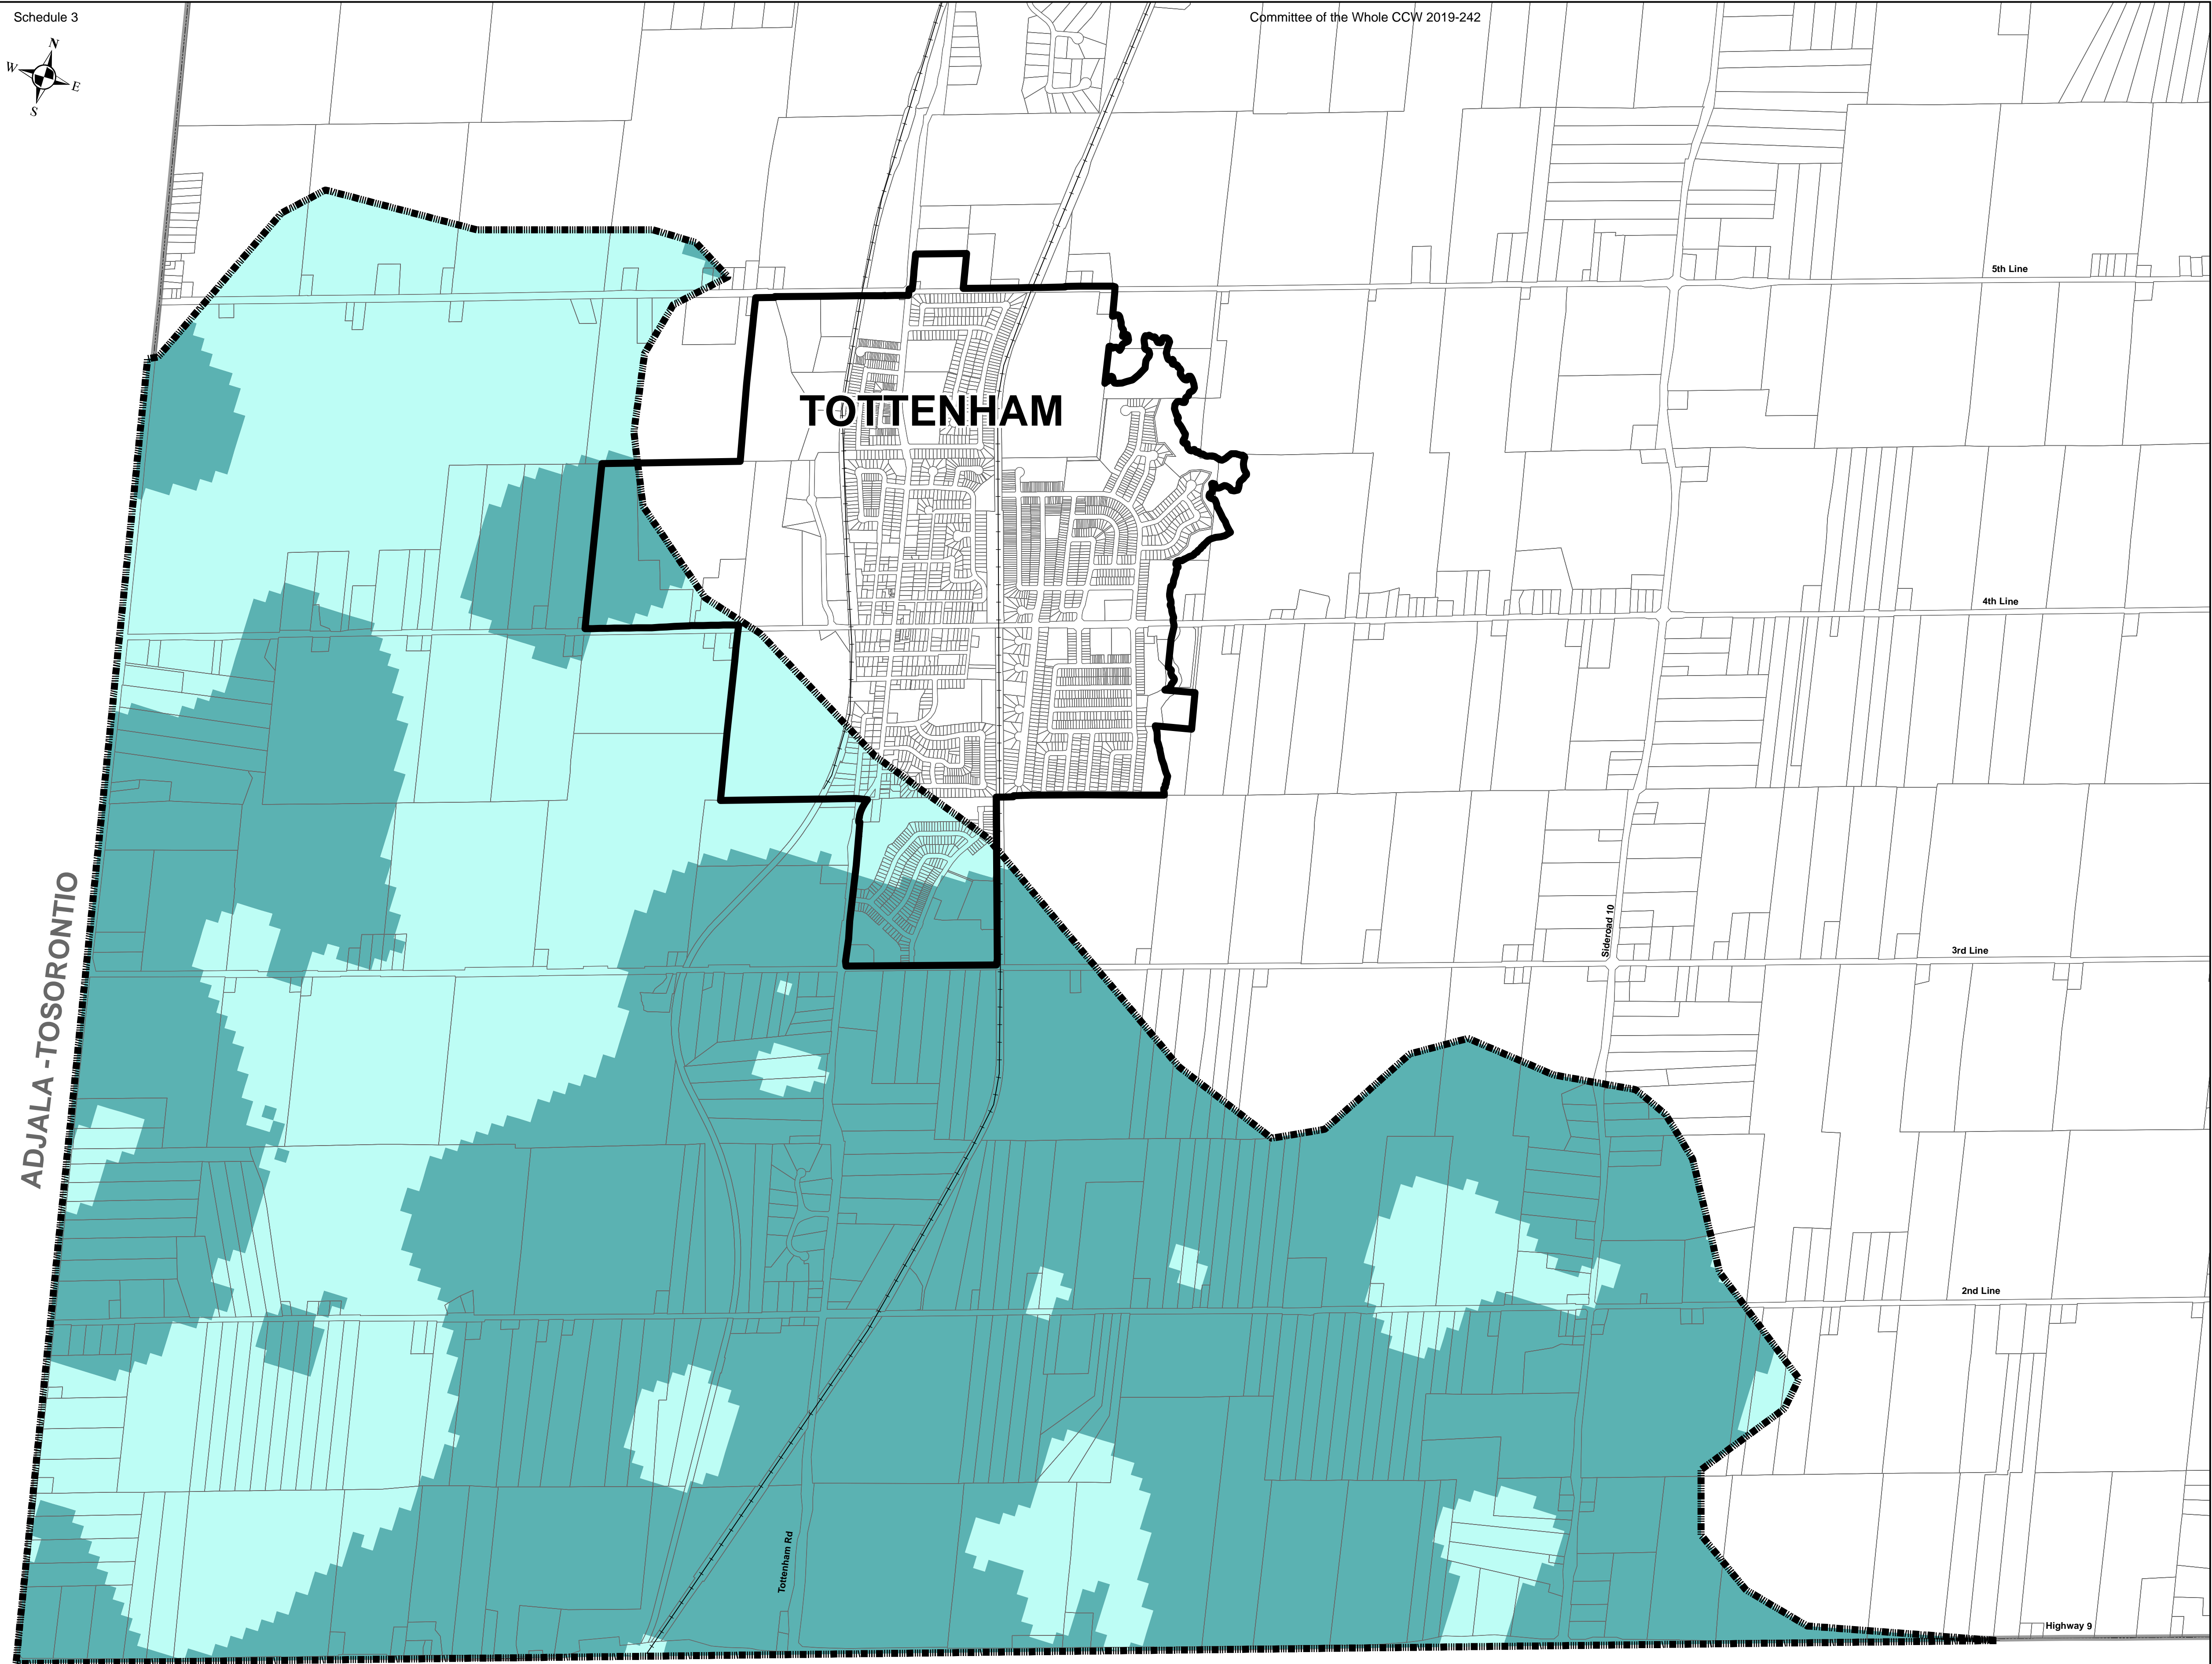 Schedule 3
Committee of the Whole CCW 2019-242
N
W
E
S
5th Line
TOTTENHAM
4th Line
ADJALA -TOSORONTIO
Sideroad 10
3rd Line
2nd Line
Tottenham Rd
Highway 9